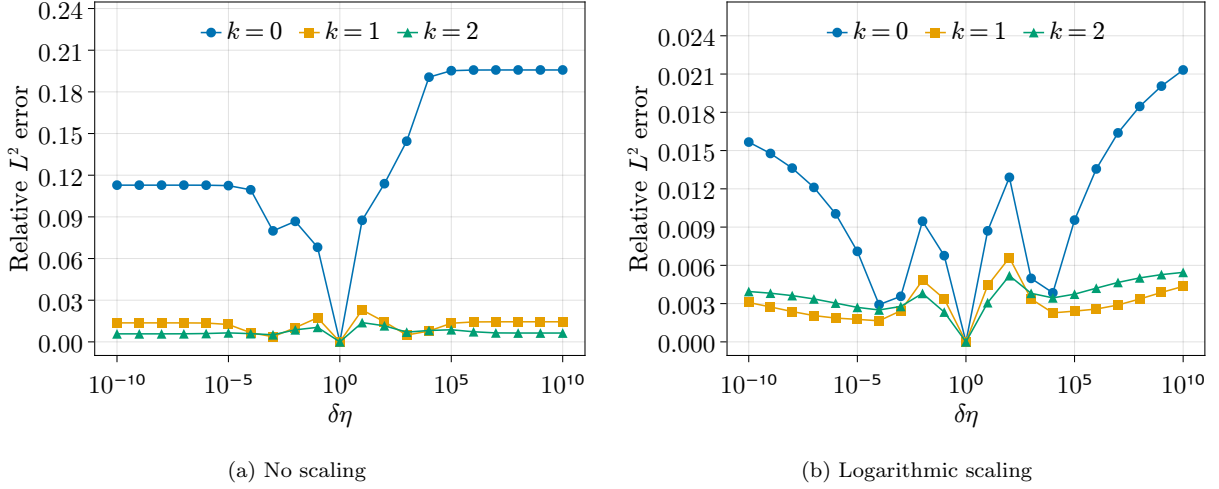 Relative L² error
0.24
0.21
0.18
0.15
0.12
0.09
0.06
0.03
0.00
k = 0 k = 1 k = 2
10⁻¹⁰ 10⁻⁵ 10⁰ 10⁵ 10¹⁰
δη
(a) No scaling
Relative L² error
0.024
0.021
0.018
0.015
0.012
0.009
0.006
0.003
0.000
k = 0 k = 1 k = 2
10⁻¹⁰ 10⁻⁵ 10⁰ 10⁵ 10¹⁰
δη
(b) Logarithmic scaling